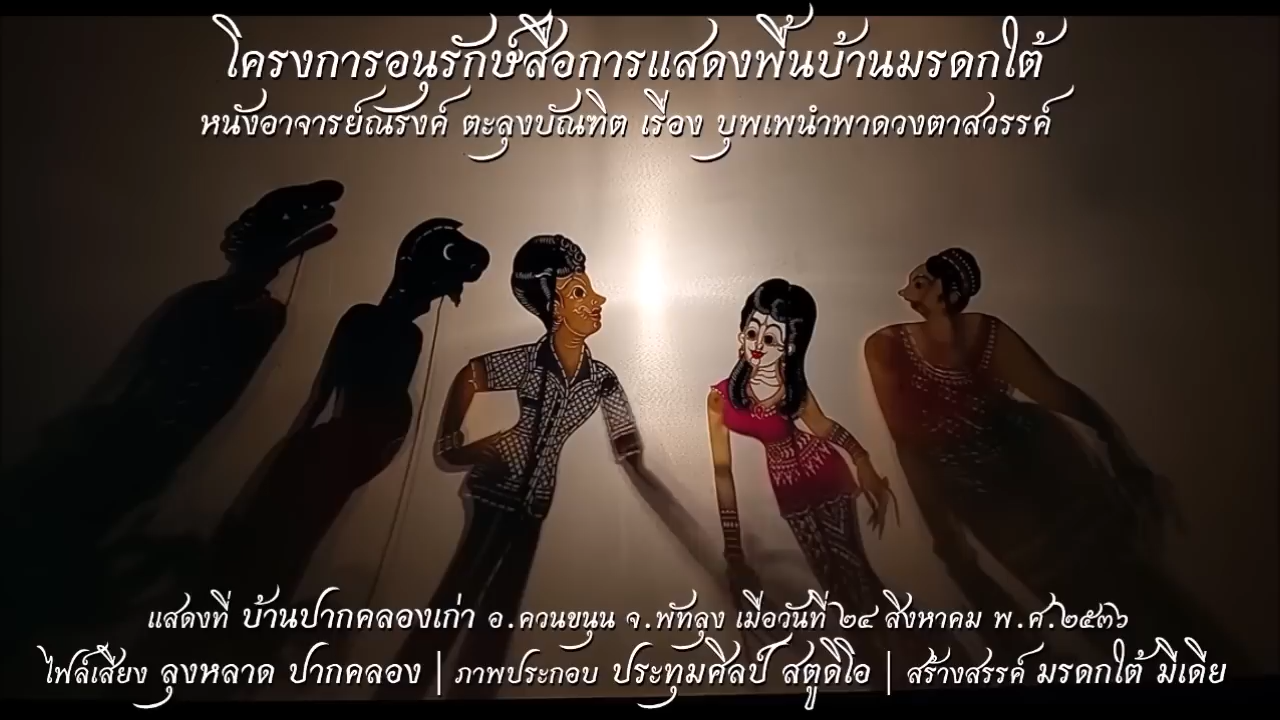 โครงการอนุรักษ์สื่อการแสดงพื้นบ้านมรดกใต้
หนังอาจารย์ณรงค์ ตะลุงบัณฑิต เรื่อง บุพเพนำพาดวงตาสวรรค์
แสดงที่ บ้านปากคลองเก่า อ.ควนขนุน จ.พัทลุง เมื่อวันที่ ๒๔ สิงหาคม พ.ศ.๒๕๓๖
ไฟล์เสียง ลุงหลาด ปากคลอง | ภาพประกอบ ประทุมศิลป์ สตูดิโอ | สร้างสรรค์ มรดกใต้ มีเดีย